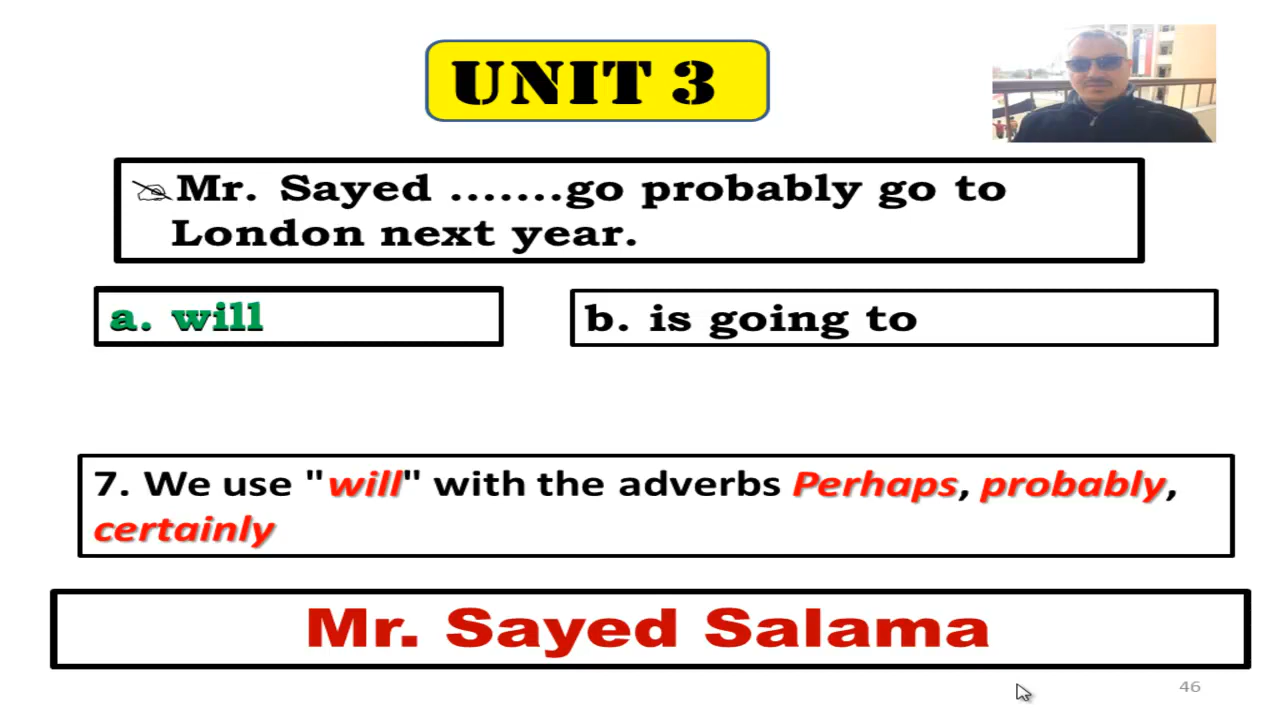 UNIT 3
Mr. Sayed .......go probably go to
London next year.
a. will
b. is going to
7. We use "will" with the adverbs Perhaps, probably,
certainly
Mr. Sayed Salama
46